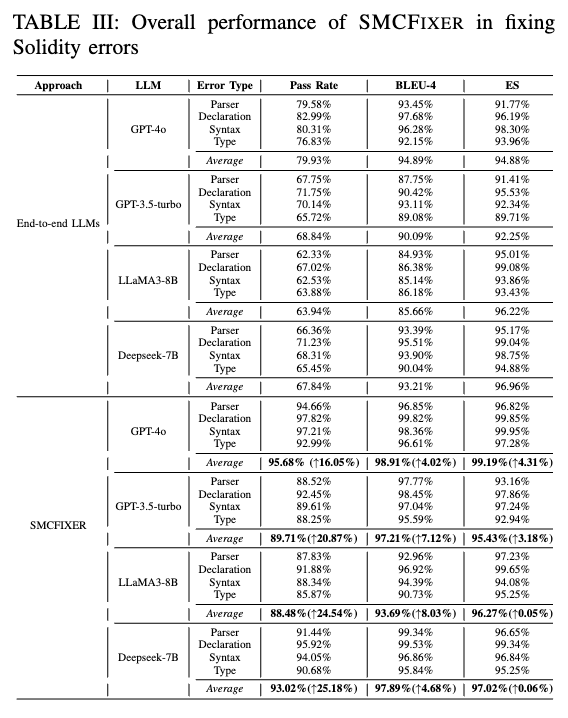 TABLE III: Overall performance of SMCFIXER in fixing
Solidity errors
Approach | LLM | Error Type | Pass Rate | BLEU-4 | ES
End-to-end LLMs
GPT-4o
Parser | 79.58% | 93.45% | 91.77%
Declaration | 82.99% | 97.68% | 96.19%
Syntax | 80.31% | 96.28% | 98.30%
Type | 76.83% | 92.15% | 93.96%
Average | 79.93% | 94.89% | 94.88%
GPT-3.5-turbo
Parser | 67.75% | 87.75% | 91.41%
Declaration | 71.75% | 90.42% | 95.53%
Syntax | 70.14% | 93.11% | 92.34%
Type | 65.72% | 89.08% | 89.71%
Average | 68.84% | 90.09% | 92.25%
LLaMA3-8B
Parser | 62.33% | 84.93% | 95.01%
Declaration | 67.02% | 86.38% | 99.08%
Syntax | 62.53% | 85.14% | 93.86%
Type | 63.88% | 86.18% | 93.43%
Average | 63.94% | 85.66% | 96.22%
Deepseek-7B
Parser | 66.36% | 93.39% | 95.17%
Declaration | 71.23% | 95.51% | 99.04%
Syntax | 68.31% | 93.90% | 98.75%
Type | 65.45% | 90.04% | 94.88%
Average | 67.84% | 93.21% | 96.96%
SMCFIXER
GPT-4o
Parser | 94.66% | 96.85% | 96.82%
Declaration | 97.82% | 99.82% | 99.85%
Syntax | 97.21% | 98.36% | 99.95%
Type | 92.99% | 96.61% | 97.28%
Average | 95.68% (↑16.05%) | 98.91%(↑4.02%) | 99.19%(↑4.31%)
GPT-3.5-turbo
Parser | 88.52% | 97.77% | 93.16%
Declaration | 92.45% | 98.45% | 97.86%
Syntax | 89.61% | 97.04% | 97.24%
Type | 88.25% | 95.59% | 92.94%
Average | 89.71%(↑20.87%) | 97.21%(↑7.12%) | 95.43%(↑3.18%)
LLaMA3-8B
Parser | 87.83% | 92.96% | 97.23%
Declaration | 91.88% | 96.92% | 99.65%
Syntax | 88.34% | 94.39% | 94.08%
Type | 85.87% | 90.73% | 95.25%
Average | 88.48%(↑24.54%) | 93.69%(↑8.03%) | 96.27%(↑0.05%)
Deepseek-7B
Parser | 91.44% | 99.34% | 96.65%
Declaration | 95.92% | 99.53% | 99.34%
Syntax | 94.05% | 96.86% | 96.84%
Type | 90.68% | 95.84% | 95.25%
Average | 93.02%(↑25.18%) | 97.89%(↑4.68%) | 97.02%(↑0.06%)